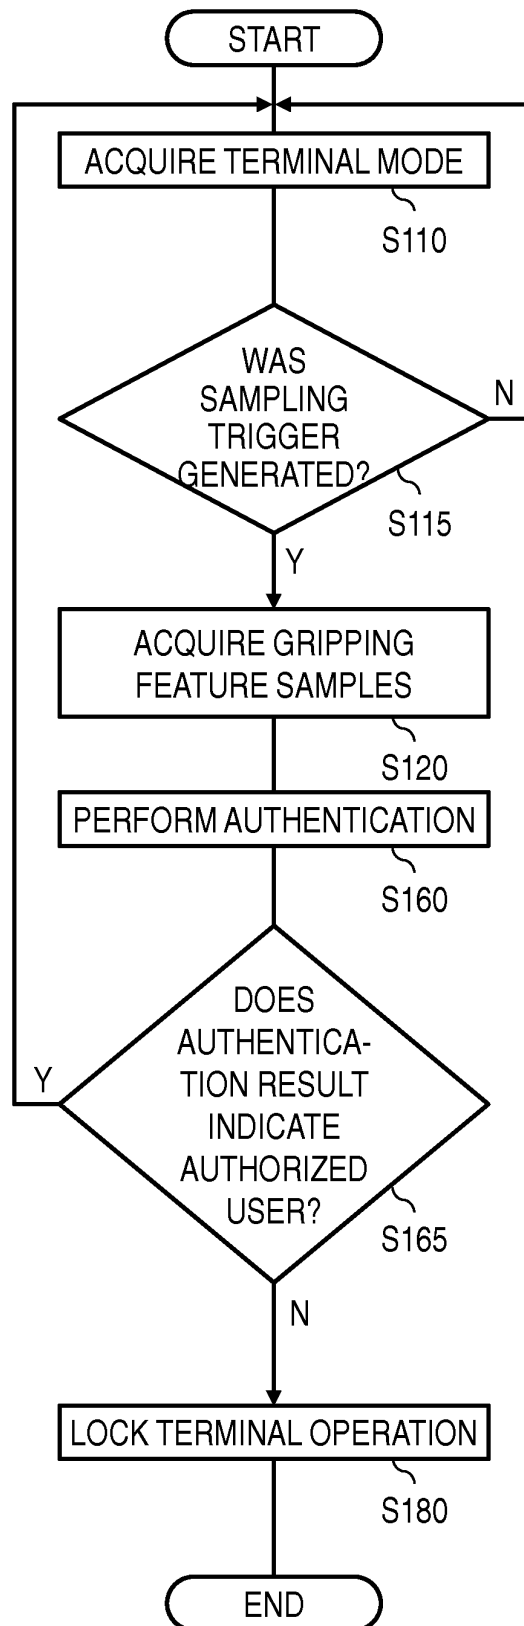 START
ACQUIRE TERMINAL MODE
S110
WAS
SAMPLING
TRIGGER
GENERATED?
N
S115
Y
ACQUIRE GRIPPING
FEATURE SAMPLES
S120
PERFORM AUTHENTICATION
S160
DOES
AUTHENTICA-
TION RESULT
INDICATE
AUTHORIZED
USER?
Y
S165
N
LOCK TERMINAL OPERATION
S180
END